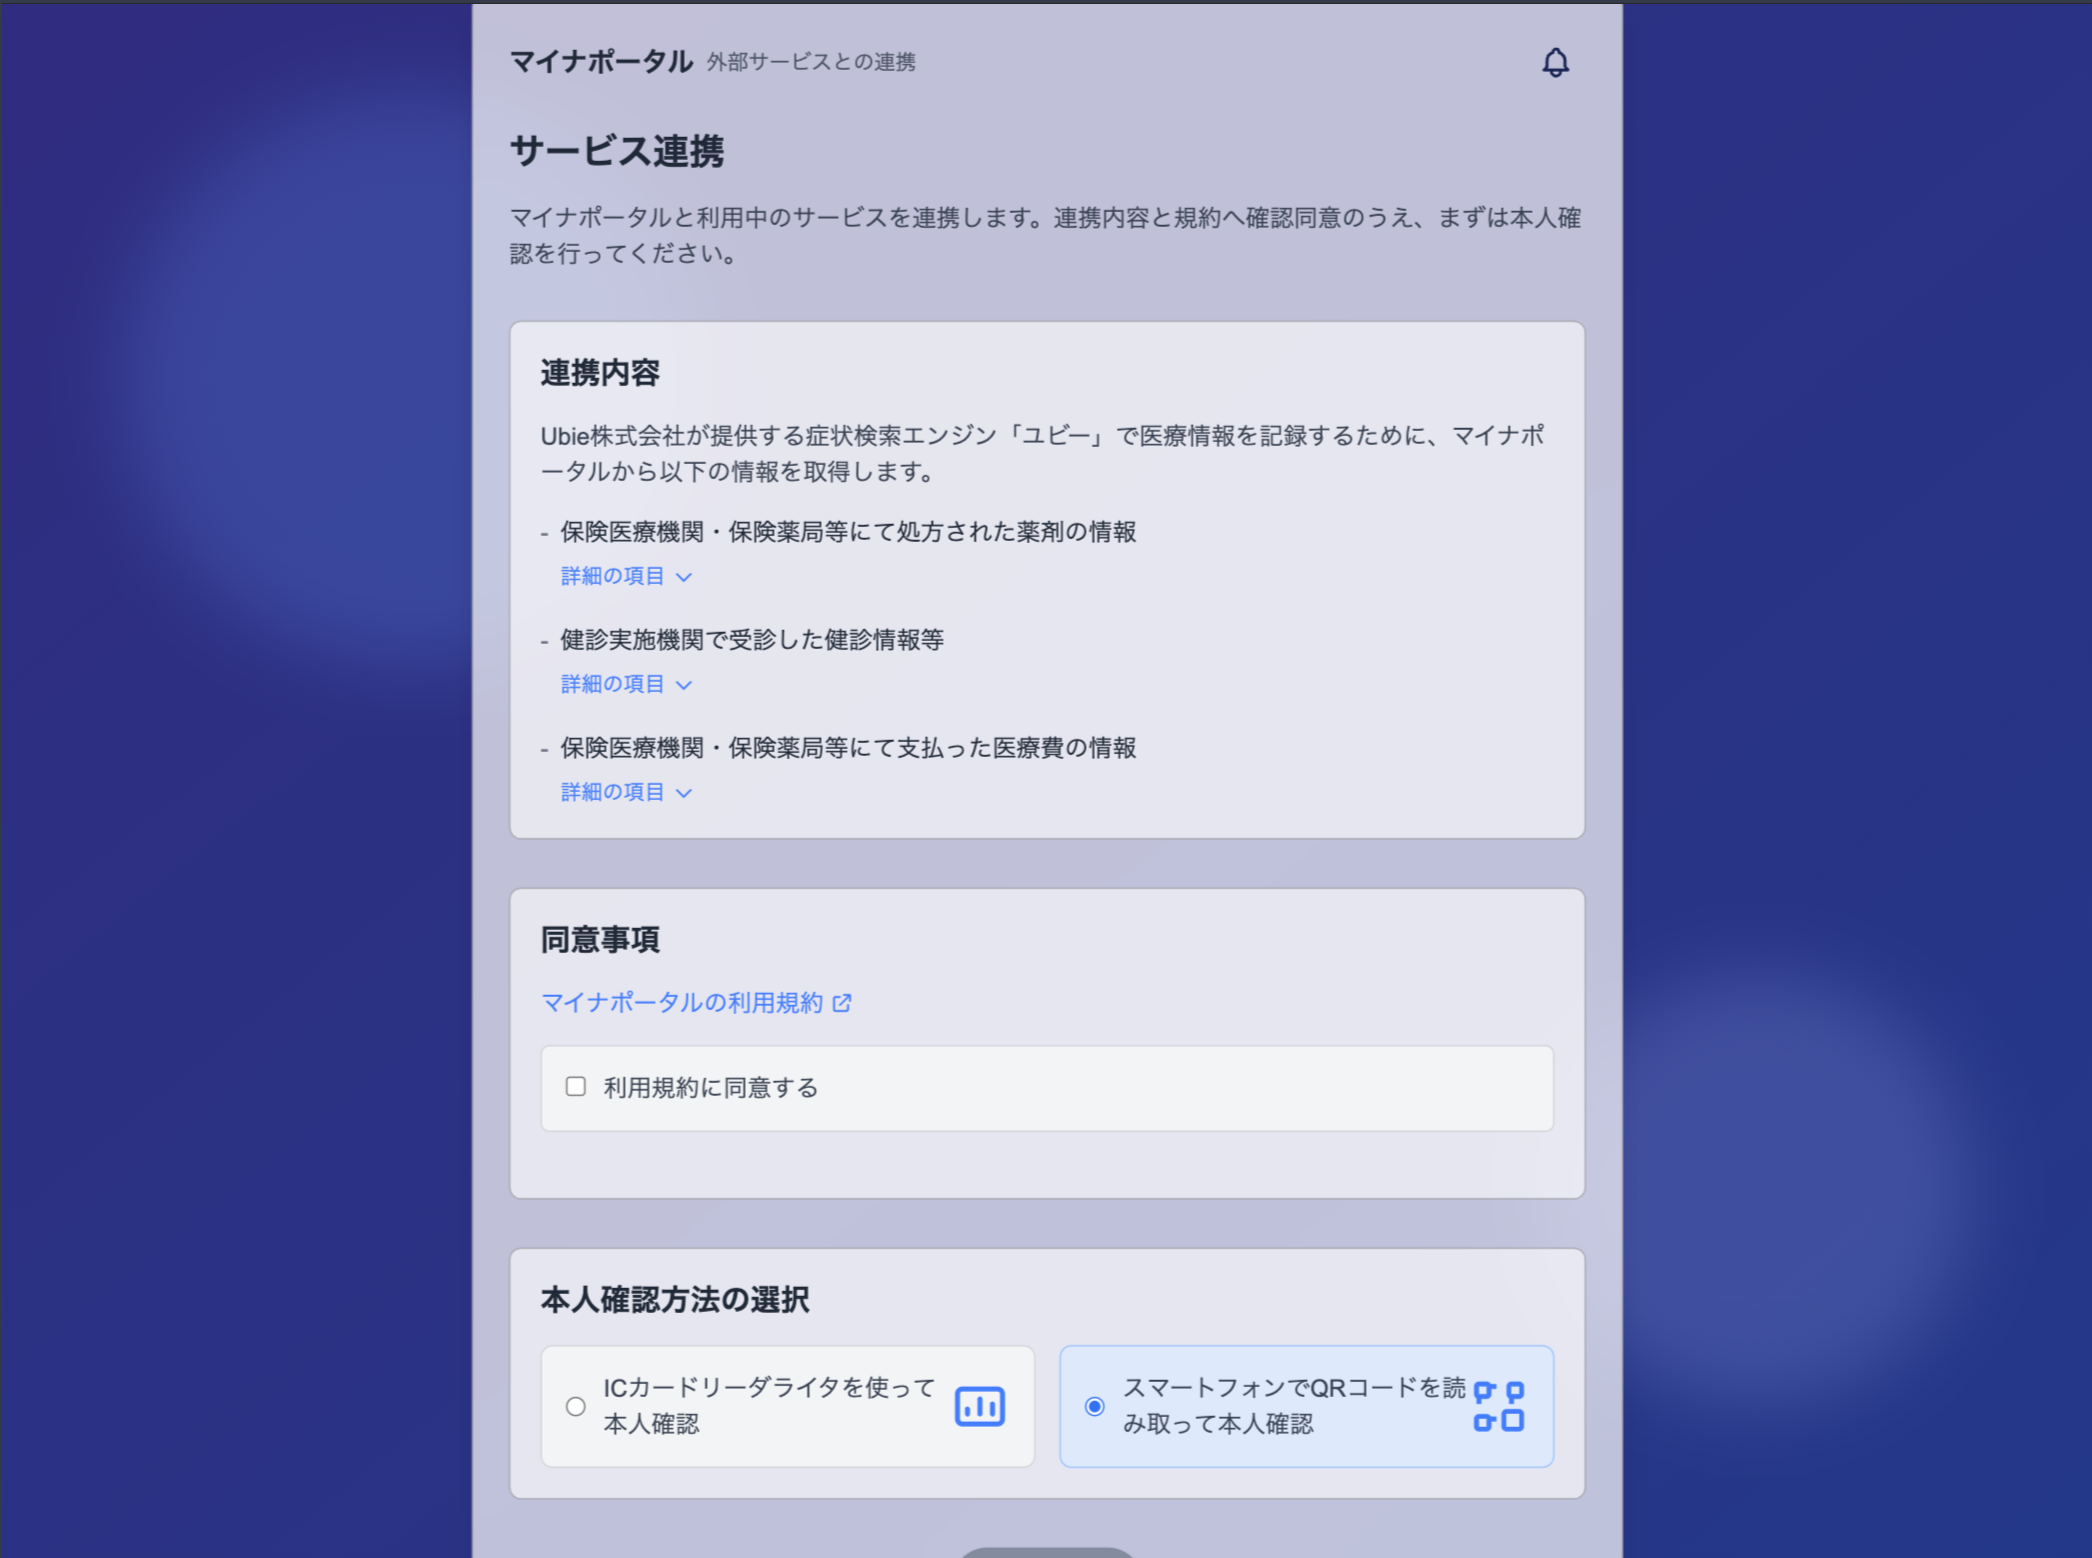 マイナポータル 外部サービスとの連携
サービス連携
マイナポータルと利用中のサービスを連携します。連携内容と規約へ確認同意のうえ、まずは本人確
認を行ってください。
連携内容
Ubie株式会社が提供する症状検索エンジン「ユビー」で医療情報を記録するために、マイナポ
ータルから以下の情報を取得します。
- 保険医療機関・保険薬局等にて処方された薬剤の情報
詳細の項目
- 健診実施機関で受診した健診情報等
詳細の項目
- 保険医療機関・保険薬局等にて支払った医療費の情報
詳細の項目
同意事項
マイナポータルの利用規約
利用規約に同意する
本人確認方法の選択
ICカードリーダライタを使って
本人確認
スマートフォンでQRコードを読
み取って本人確認